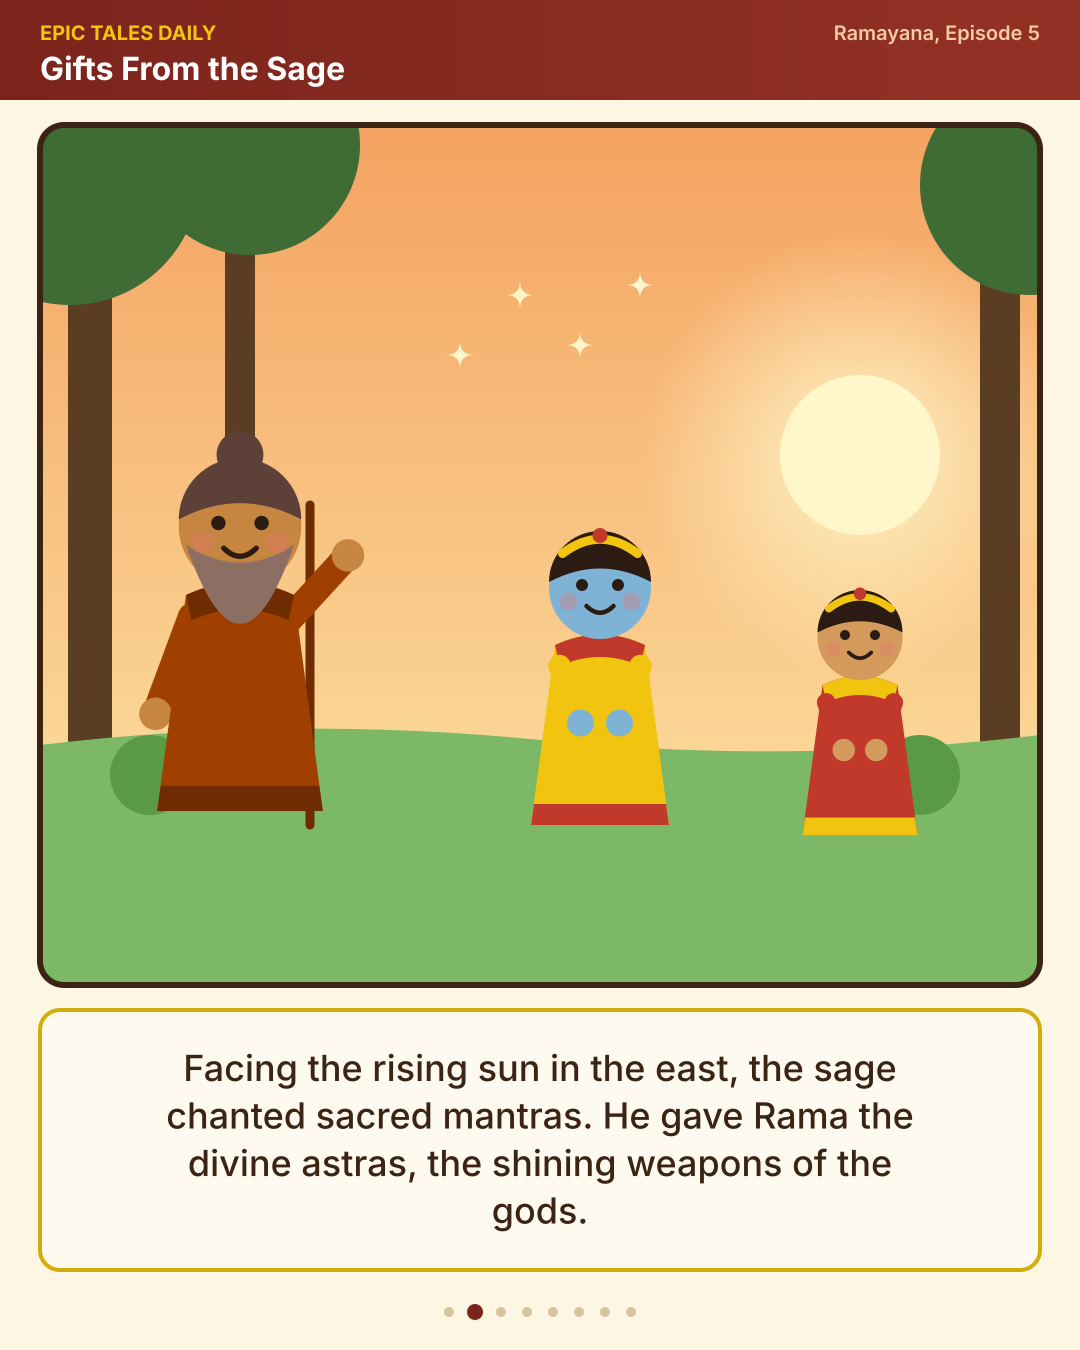 EPIC TALES DAILY
Ramayana, Episode 5
Gifts From the Sage
Facing the rising sun in the east, the sage
chanted sacred mantras. He gave Rama the
divine astras, the shining weapons of the
gods.